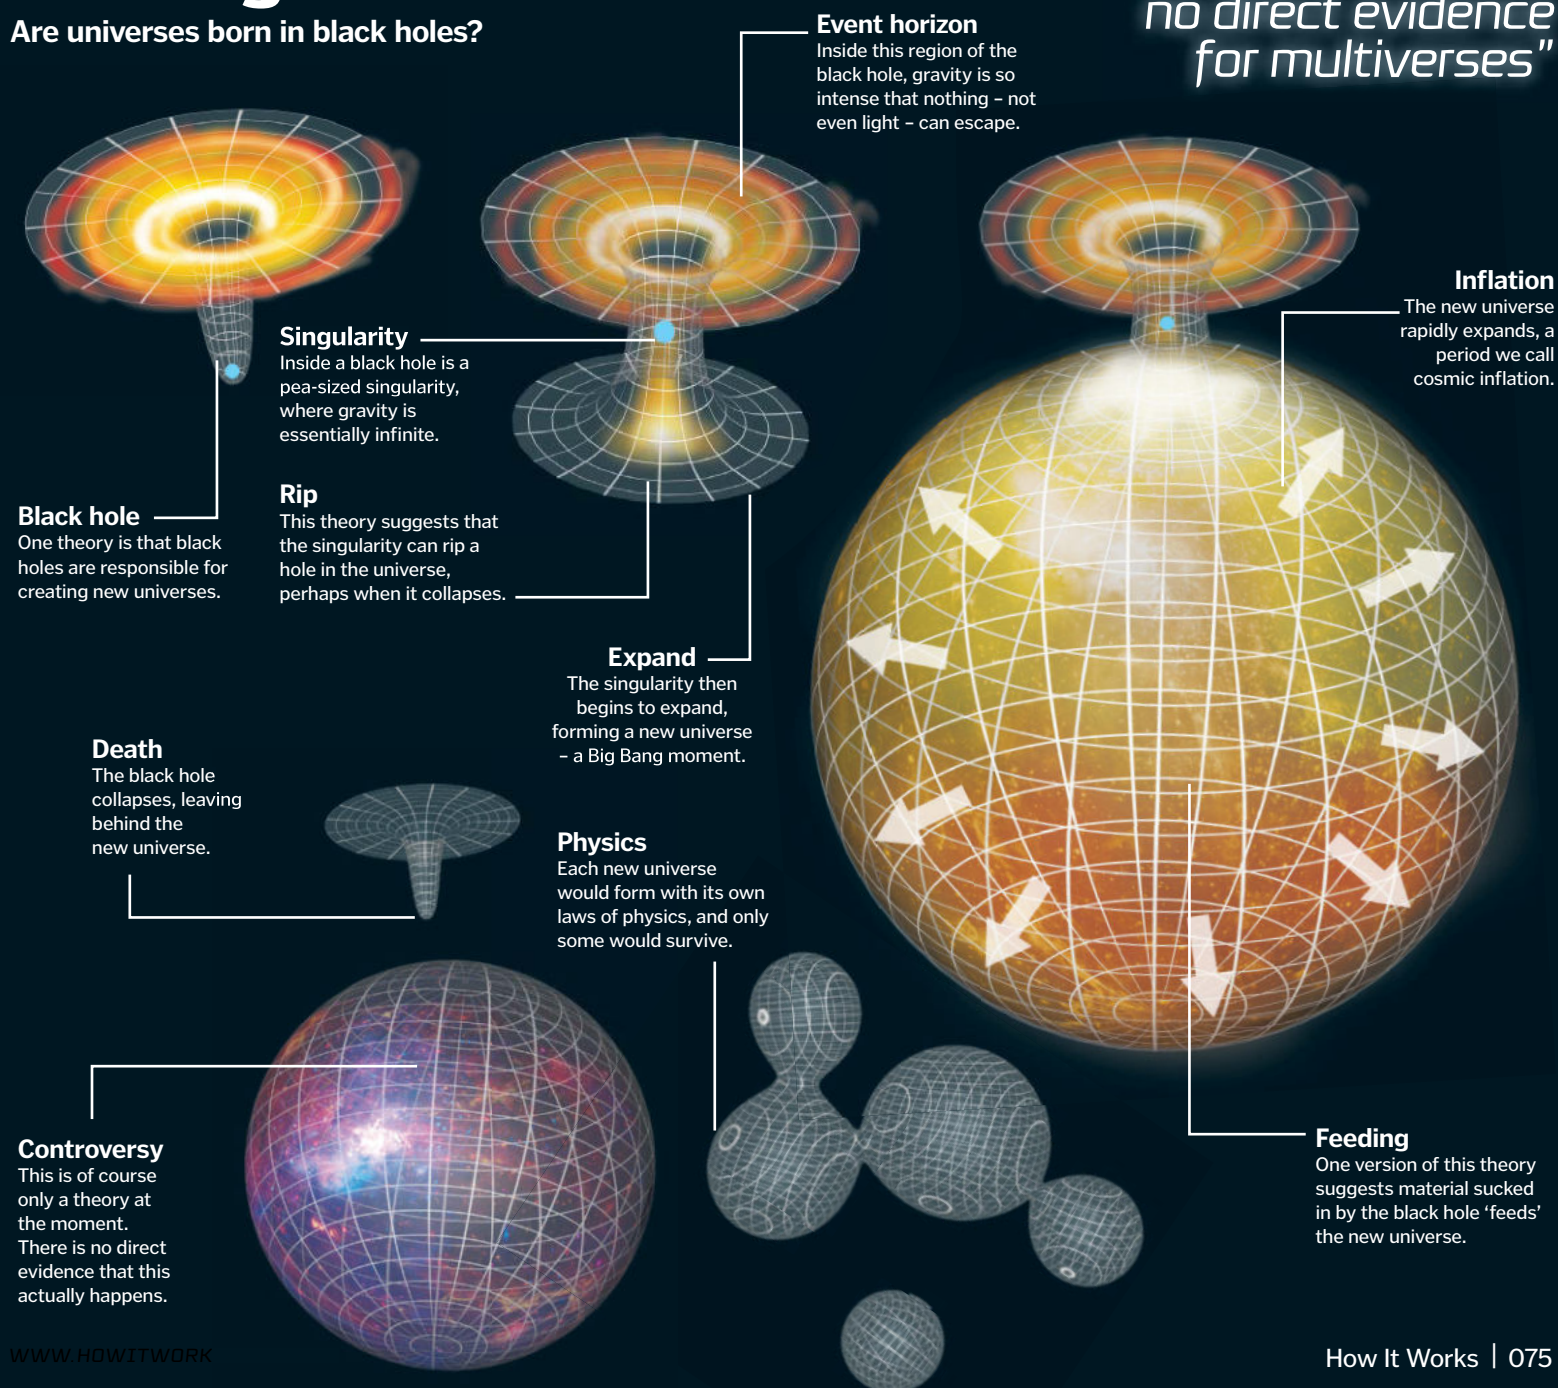 Are universes born in black holes?
no direct evidence
for multiverses”
Event horizon
Inside this region of the
black hole, gravity is so
intense that nothing – not
even light – can escape.
Singularity
Inside a black hole is a
pea-sized singularity,
where gravity is
essentially infinite.
Inflation
The new universe
rapidly expands, a
period we call
cosmic inflation.
Black hole
One theory is that black
holes are responsible for
creating new universes.
Rip
This theory suggests that
the singularity can rip a
hole in the universe,
perhaps when it collapses.
Expand
The singularity then
begins to expand,
forming a new universe
– a Big Bang moment.
Death
The black hole
collapses, leaving
behind the
new universe.
Physics
Each new universe
would form with its own
laws of physics, and only
some would survive.
Controversy
This is of course
only a theory at
the moment.
There is no direct
evidence that this
actually happens.
Feeding
One version of this theory
suggests material sucked
in by the black hole ‘feeds’
the new universe.
WWW.HOWITWORK
How It Works | 075